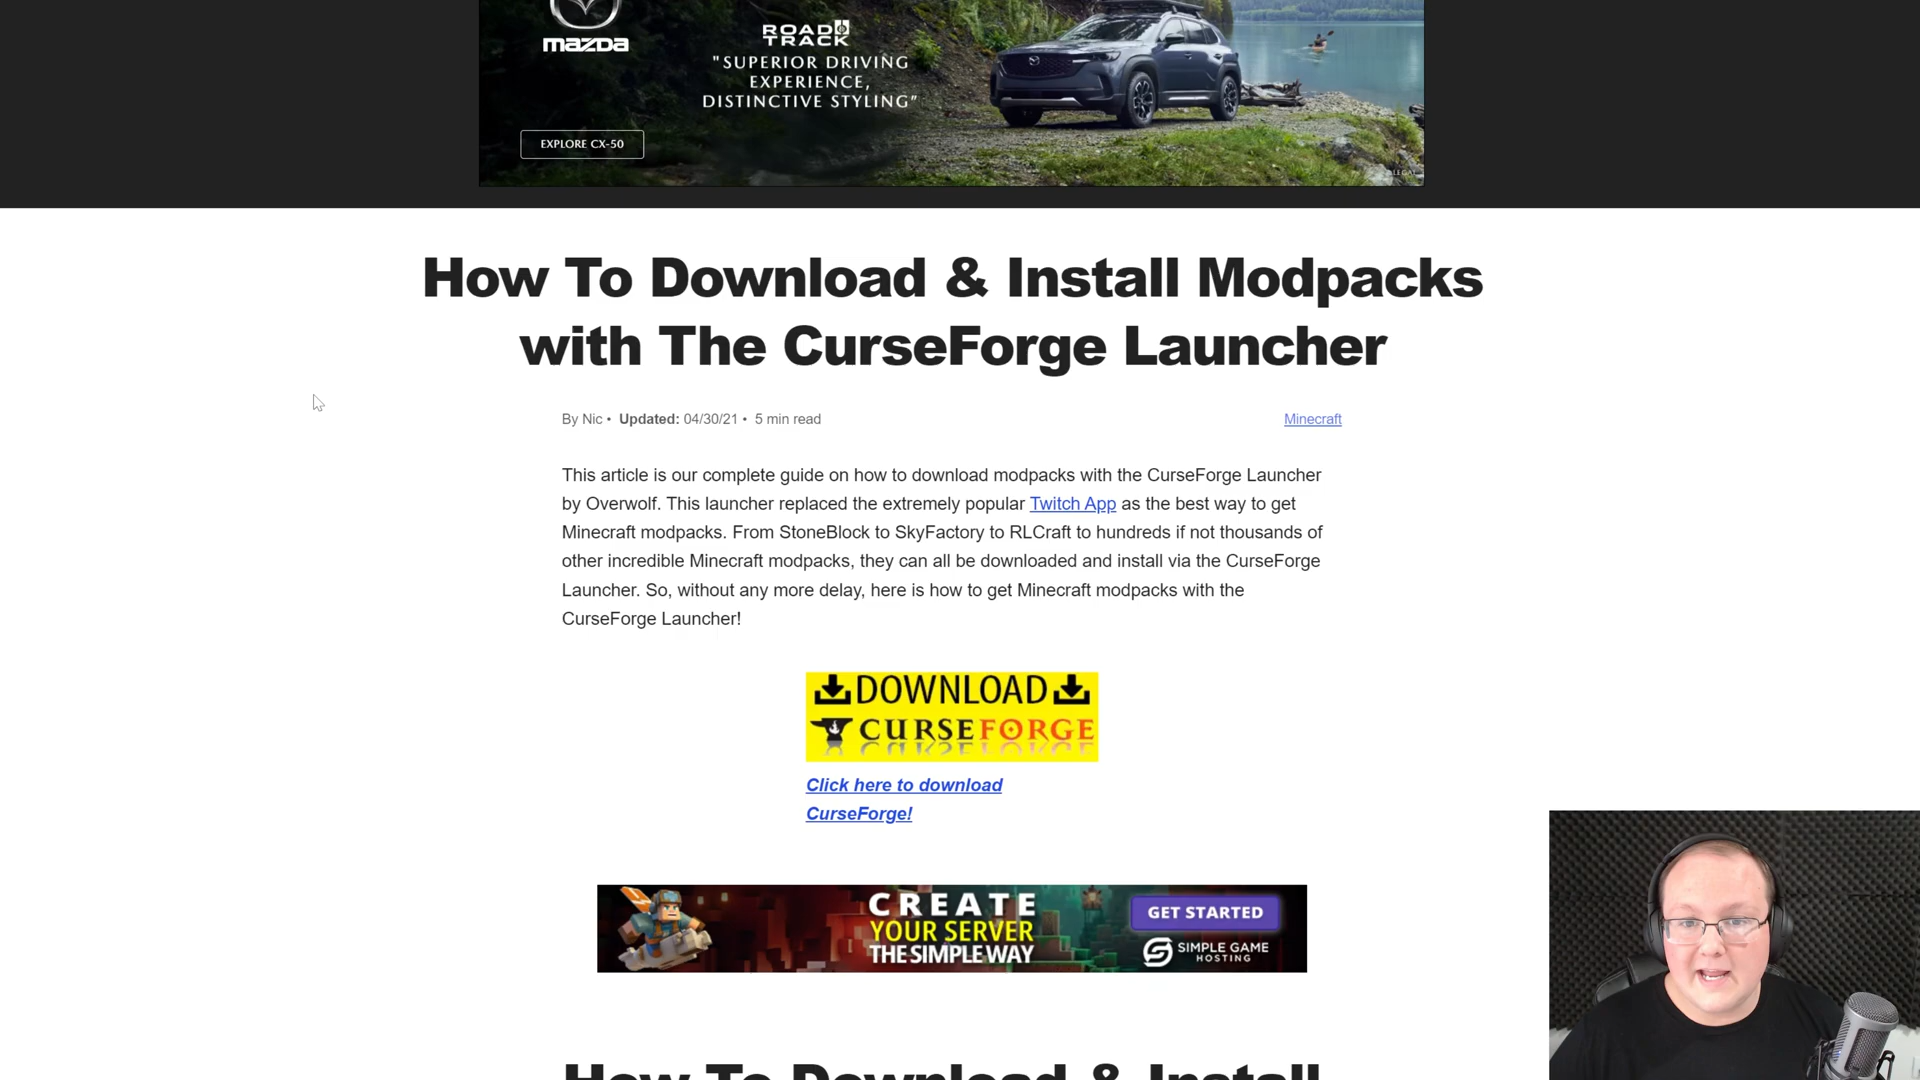 mazda
ROAD & TRACK
"SUPERIOR DRIVING
EXPERIENCE,
DISTINCTIVE STYLING"
EXPLORE CX-50
LEGAL
How To Download & Install Modpacks
with The CurseForge Launcher
By Nic • Updated: 04/30/21 • 5 min read
Minecraft
This article is our complete guide on how to download modpacks with the CurseForge Launcher
by Overwolf. This launcher replaced the extremely popular Twitch App as the best way to get
Minecraft modpacks. From StoneBlock to SkyFactory to RLCraft to hundreds if not thousands of
other incredible Minecraft modpacks, they can all be downloaded and install via the CurseForge
Launcher. So, without any more delay, here is how to get Minecraft modpacks with the
CurseForge Launcher!
DOWNLOAD
CURSEFORGE
Click here to download
CurseForge!
CREATE
YOUR SERVER
THE SIMPLE WAY
GET STARTED
SIMPLE GAME
HOSTING
How To Download & Install